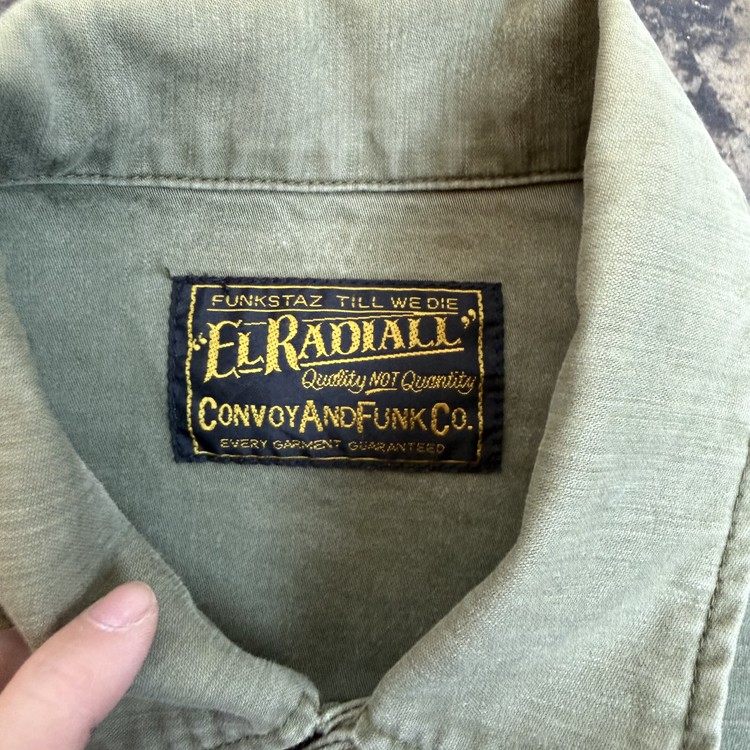 FUNKSTAZ TILL WE DIE
"EL RADIALL"
Quality NOT Quantity
CONVOY AND FUNK CO.
EVERY GARMENT GUARANTEED